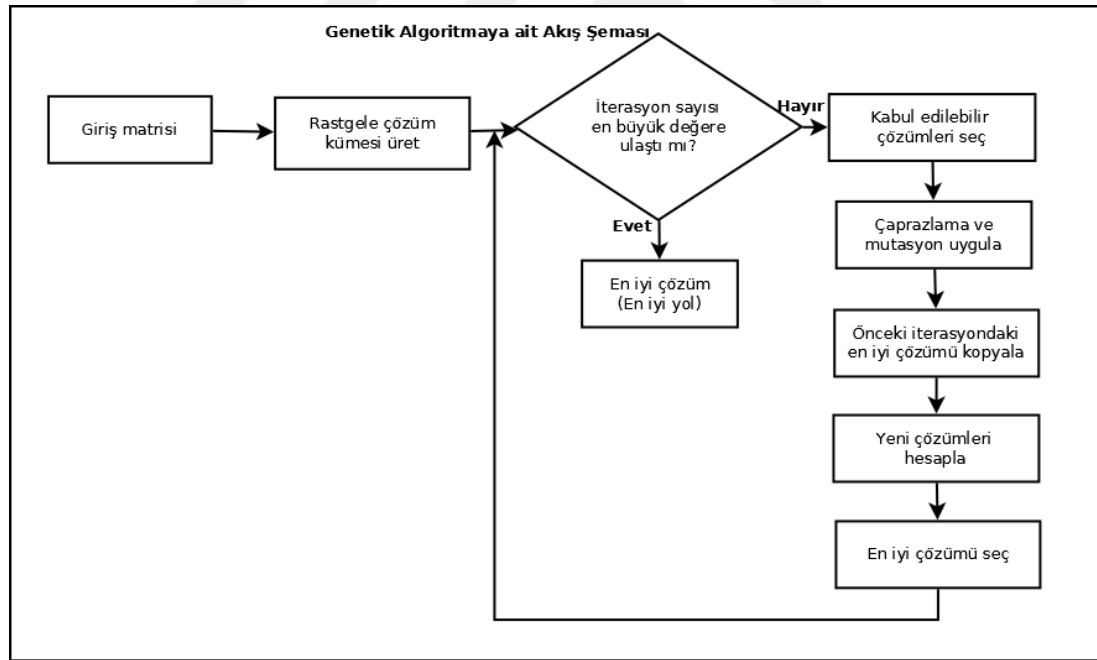 Genetik Algoritmaya ait Akış Şeması
Giriş matrisi
Rastgele çözüm
kümesi üret
İterasyon sayısı
en büyük değere
ulaştı mı?
Hayır
Evet
En iyi çözüm
(En iyi yol)
Kabul edilebilir
çözümleri seç
Çaprazlama ve
mutasyon uygula
Önceki iterasyondaki
en iyi çözümü kopyala
Yeni çözümleri
hesapla
En iyi çözümü seç